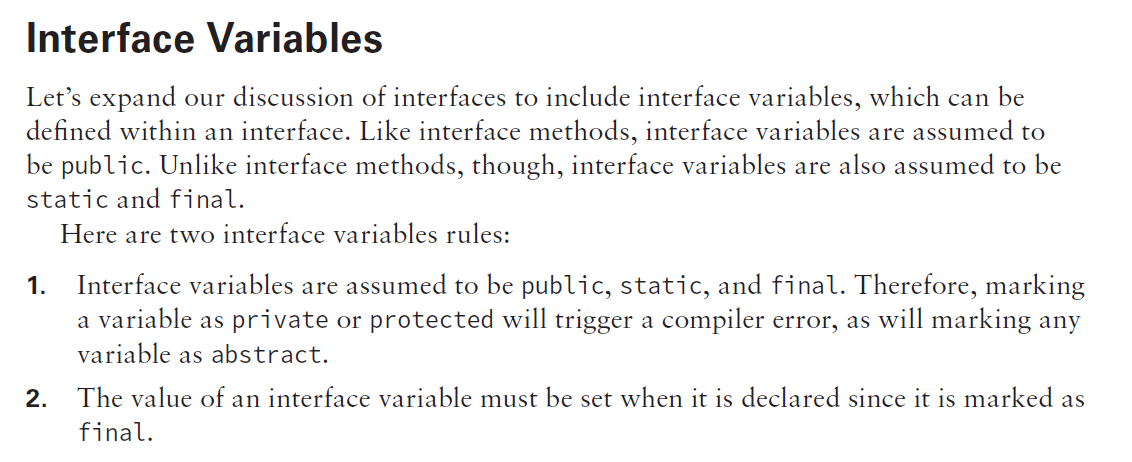 Interface Variables
Let’s expand our discussion of interfaces to include interface variables, which can be
defined within an interface. Like interface methods, interface variables are assumed to
be public. Unlike interface methods, though, interface variables are also assumed to be
static and final.
Here are two interface variables rules:
1. Interface variables are assumed to be public, static, and final. Therefore, marking
a variable as private or protected will trigger a compiler error, as will marking any
variable as abstract.
2. The value of an interface variable must be set when it is declared since it is marked as
final.